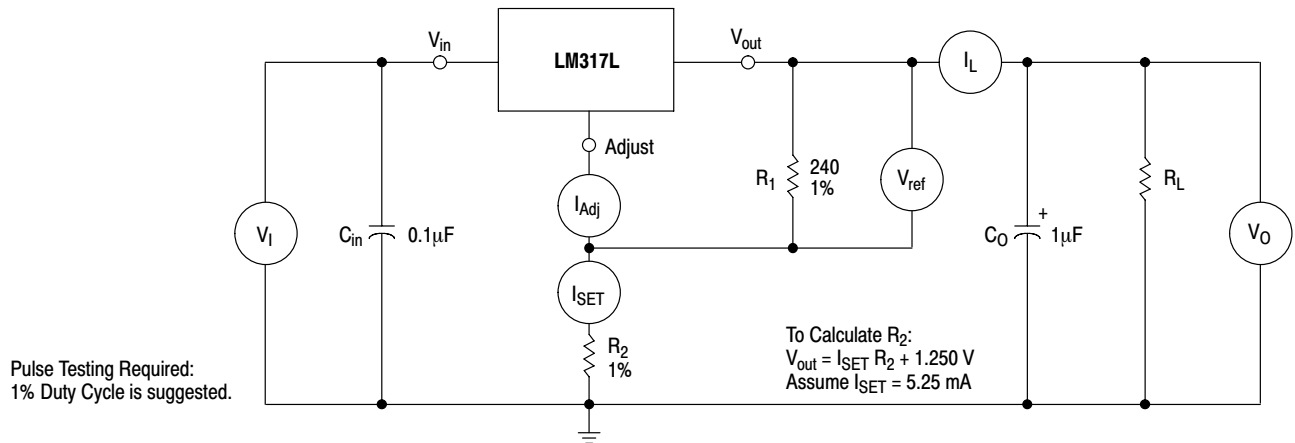 V_in
LM317L
V_out
I_L
Adjust
R_1
240
1%
V_ref
I_Adj
R_L
V_I
C_in
0.1μF
C_O
+
1μF
V_O
I_SET
R_2
1%
To Calculate R_2:
V_out = I_SET R_2 + 1.250 V
Assume I_SET = 5.25 mA
Pulse Testing Required:
1% Duty Cycle is suggested.